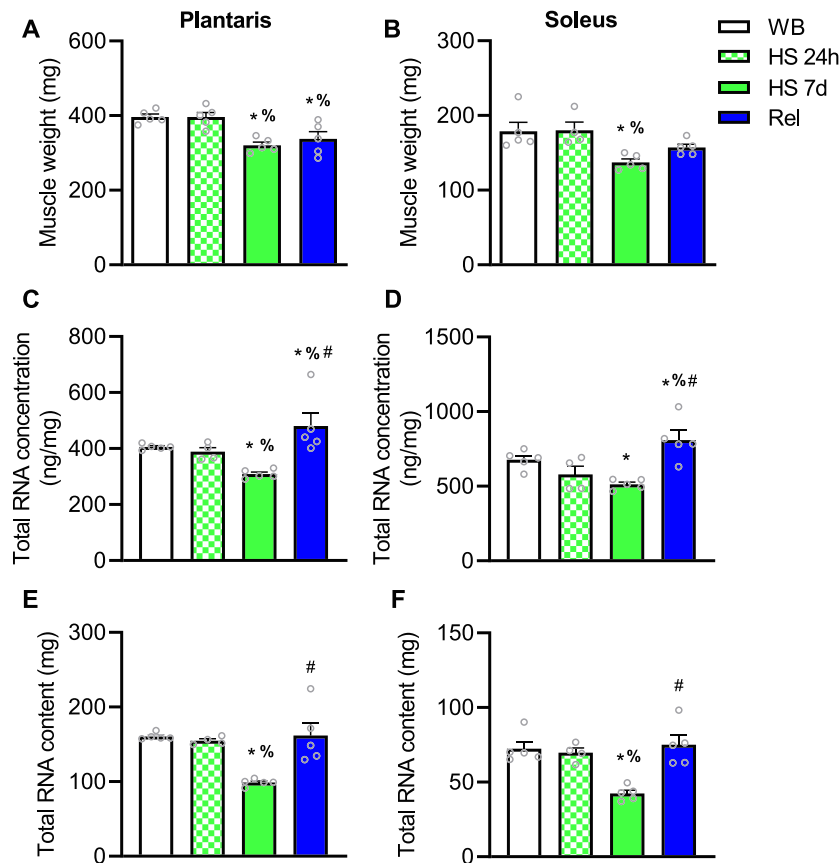 A
Plantaris
B
Soleus
WB
HS 24h
HS 7d
Rel
Muscle weight (mg)
600
400
200
0
* %
* %
Muscle weight (mg)
300
200
100
0
* %
C
Total RNA concentration
(ng/mg)
800
600
400
200
0
* %
* % #
D
Total RNA concentration
(ng/mg)
1500
1000
500
0
*
*%#
E
Total RNA content (mg)
300
200
100
0
* %
#
F
Total RNA content (mg)
150
100
50
0
*%
#